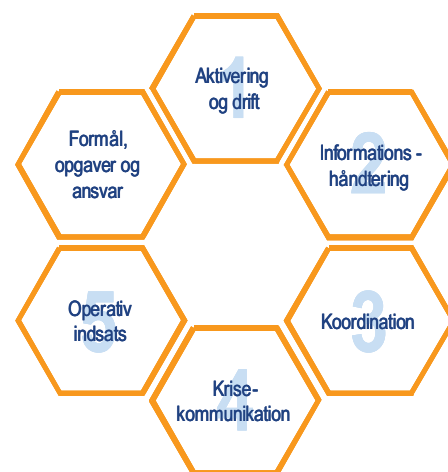 1
Aktivering
og drift
2
Informations -
håndtering
3
Koordination
4
Krise-
kommunikation
5
Operativ
indsats
Formål,
opgaver og
ansvar